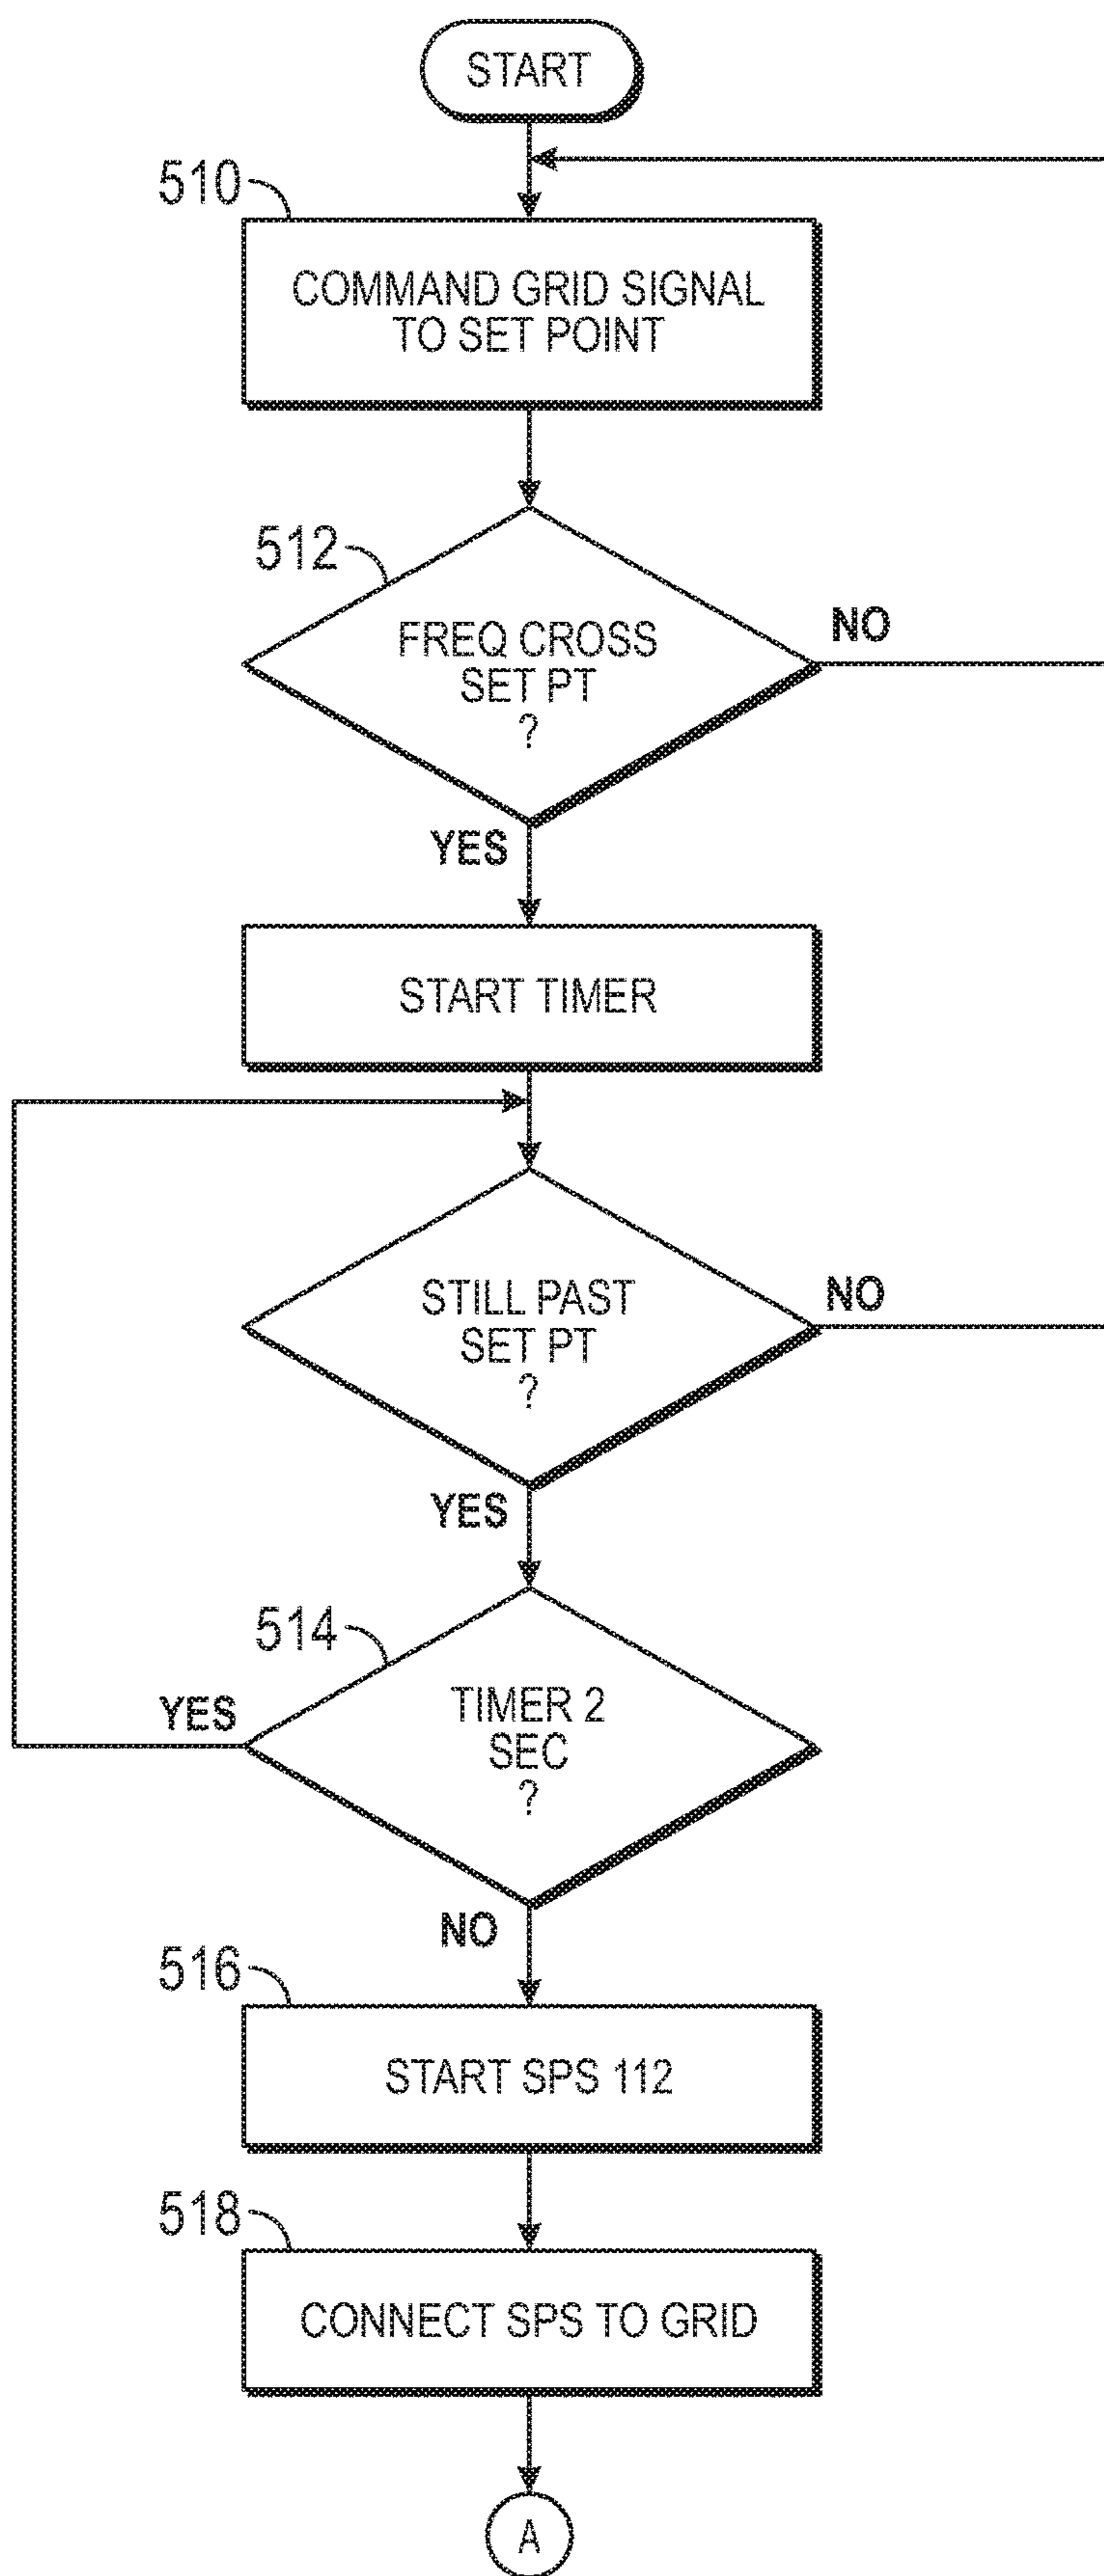 START
510
COMMAND GRID SIGNAL
TO SET POINT
512
FREQ CROSS
SET PT
?
NO
YES
START TIMER
STILL PAST
SET PT
?
NO
YES
514
TIMER 2
SEC
?
YES
NO
516
START SPS 112
518
CONNECT SPS TO GRID
A